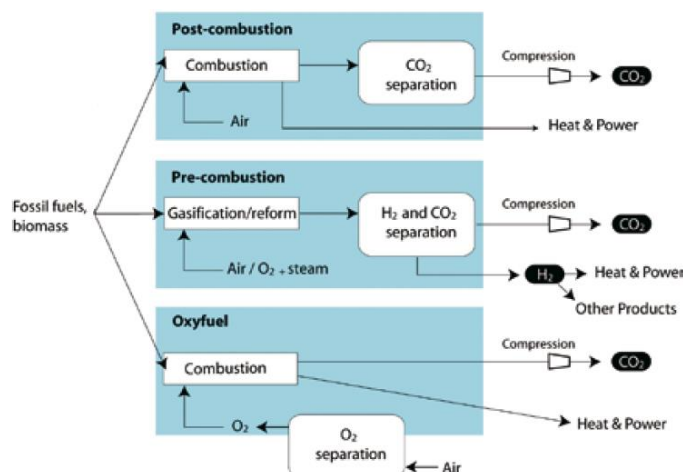 Post-combustion
Combustion
CO₂
separation
Compression
CO₂
Air
Heat & Power
Fossil fuels,
biomass
Pre-combustion
Gasification/reform
H₂ and CO₂
separation
Compression
CO₂
Air / O₂ + steam
H₂
Heat & Power
Other Products
Oxyfuel
Combustion
Compression
CO₂
O₂
O₂
separation
Heat & Power
Air